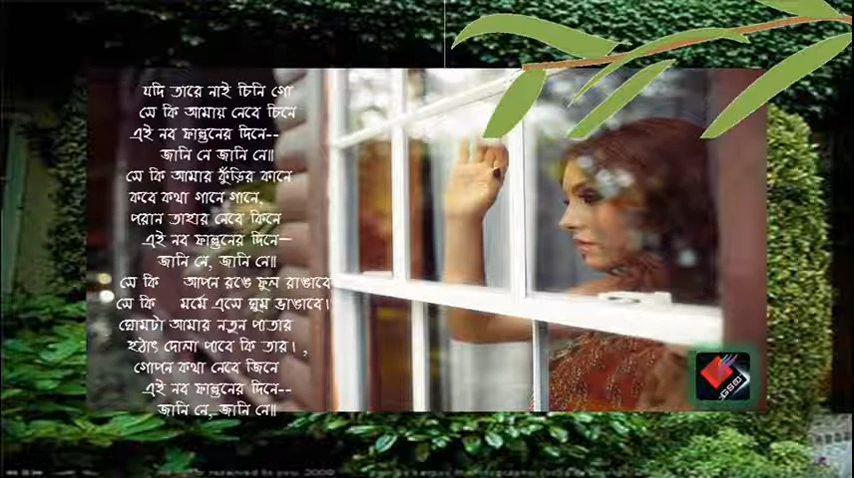 যদি তারে নাই চিনি গো
সে কি আমায় নেবে চিনে
এই নব ফাল্গুনের দিনে--
জানি নে জানি নে॥
সে কি আমার কুঁড়ির কানে
কবে কথা গানে গানে,
পরান তাহার নেবে কিনে
এই নব ফাল্গুনের দিনে—
জানি নে, জানি নে॥
সে কি আপন রঙে ফুল রাঙাবে
সে কি মর্মে এসে ঘুম ভাঙাবে।
ঘোমটা আমার নতুন পাতার
হঠাৎ দোলা পাবে কি তার। ,
গোপন কথা নেবে জিনে
এই নব ফাল্গুনের দিনে--
জানি নে, জানি নে॥